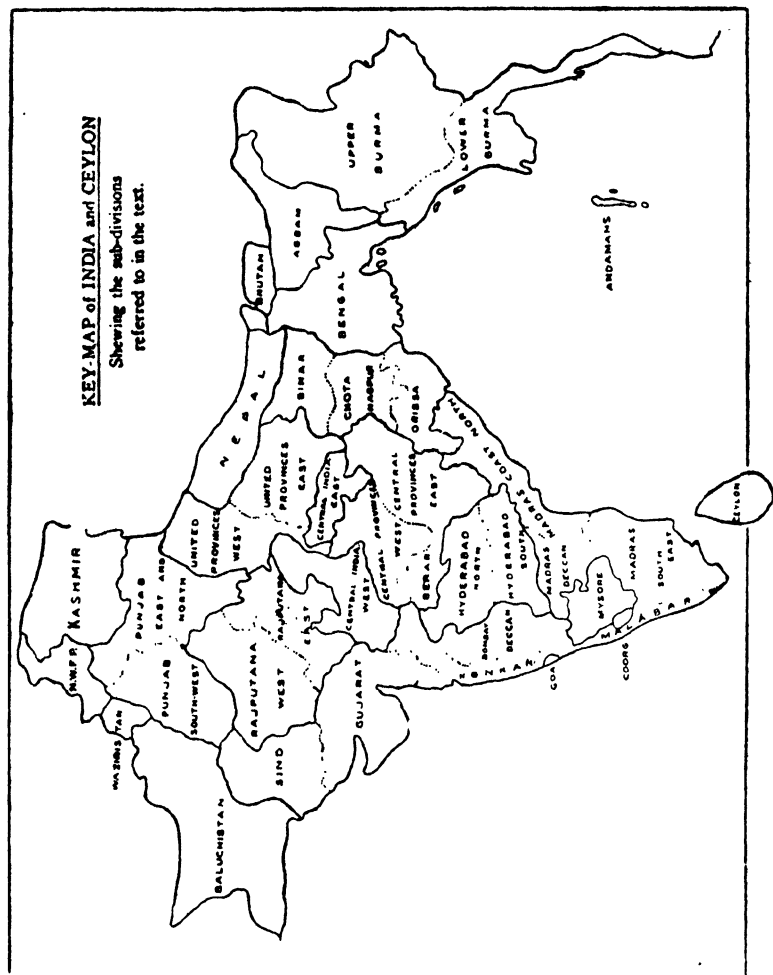 KEY-MAP of INDIA and CEYLON
Shewing the sub-divisions
referred to in the text.
N.W.F.P.
KASHMIR
WAZIRISTAN
PUNJAB
EAST AND
NORTH
PUNJAB
SOUTH-WEST
BALUCHISTAN
SIND
RAJPUTANA
WEST
RAJPUTANA
EAST
UNITED
PROVINCES
WEST
UNITED
PROVINCES
EAST
NEPAL
BHUTAN
ASSAM
UPPER
BURMA
LOWER
BURMA
BENGAL
BIHAR
CHOTA
NAGPUR
ORISSA
CENTRAL INDIA
EAST
CENTRAL INDIA
WEST
CENTRAL PROVINCES
WEST
CENTRAL
PROVINCES
EAST
BERAR
GUJARAT
KONKAN
BOMBAY
DECCAN
HYDERABAD
NORTH
HYDERABAD
SOUTH
MADRAS COAST NORTH
MADRAS
DECCAN
GOA
MYSORE
COORG
MALABAR
MADRAS
SOUTH EAST
CEYLON
ANDAMANS